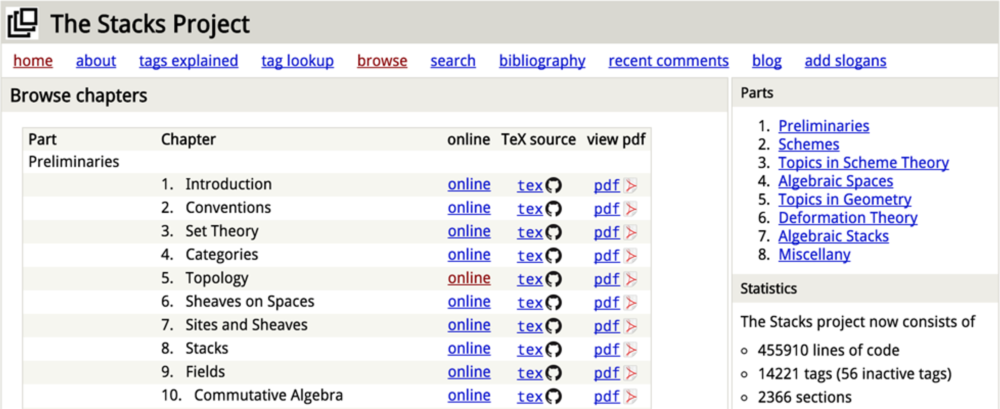 The Stacks Project
home about tags explained tag lookup browse search bibliography recent comments blog add slogans
Browse chapters
Part Chapter online TeX source view pdf
Preliminaries
1. Introduction online tex pdf
2. Conventions online tex pdf
3. Set Theory online tex pdf
4. Categories online tex pdf
5. Topology online tex pdf
6. Sheaves on Spaces online tex pdf
7. Sites and Sheaves online tex pdf
8. Stacks online tex pdf
9. Fields online tex pdf
10. Commutative Algebra online tex pdf
Parts
1. Preliminaries
2. Schemes
3. Topics in Scheme Theory
4. Algebraic Spaces
5. Topics in Geometry
6. Deformation Theory
7. Algebraic Stacks
8. Miscellany
Statistics
The Stacks project now consists of
455910 lines of code
14221 tags (56 inactive tags)
2366 sections